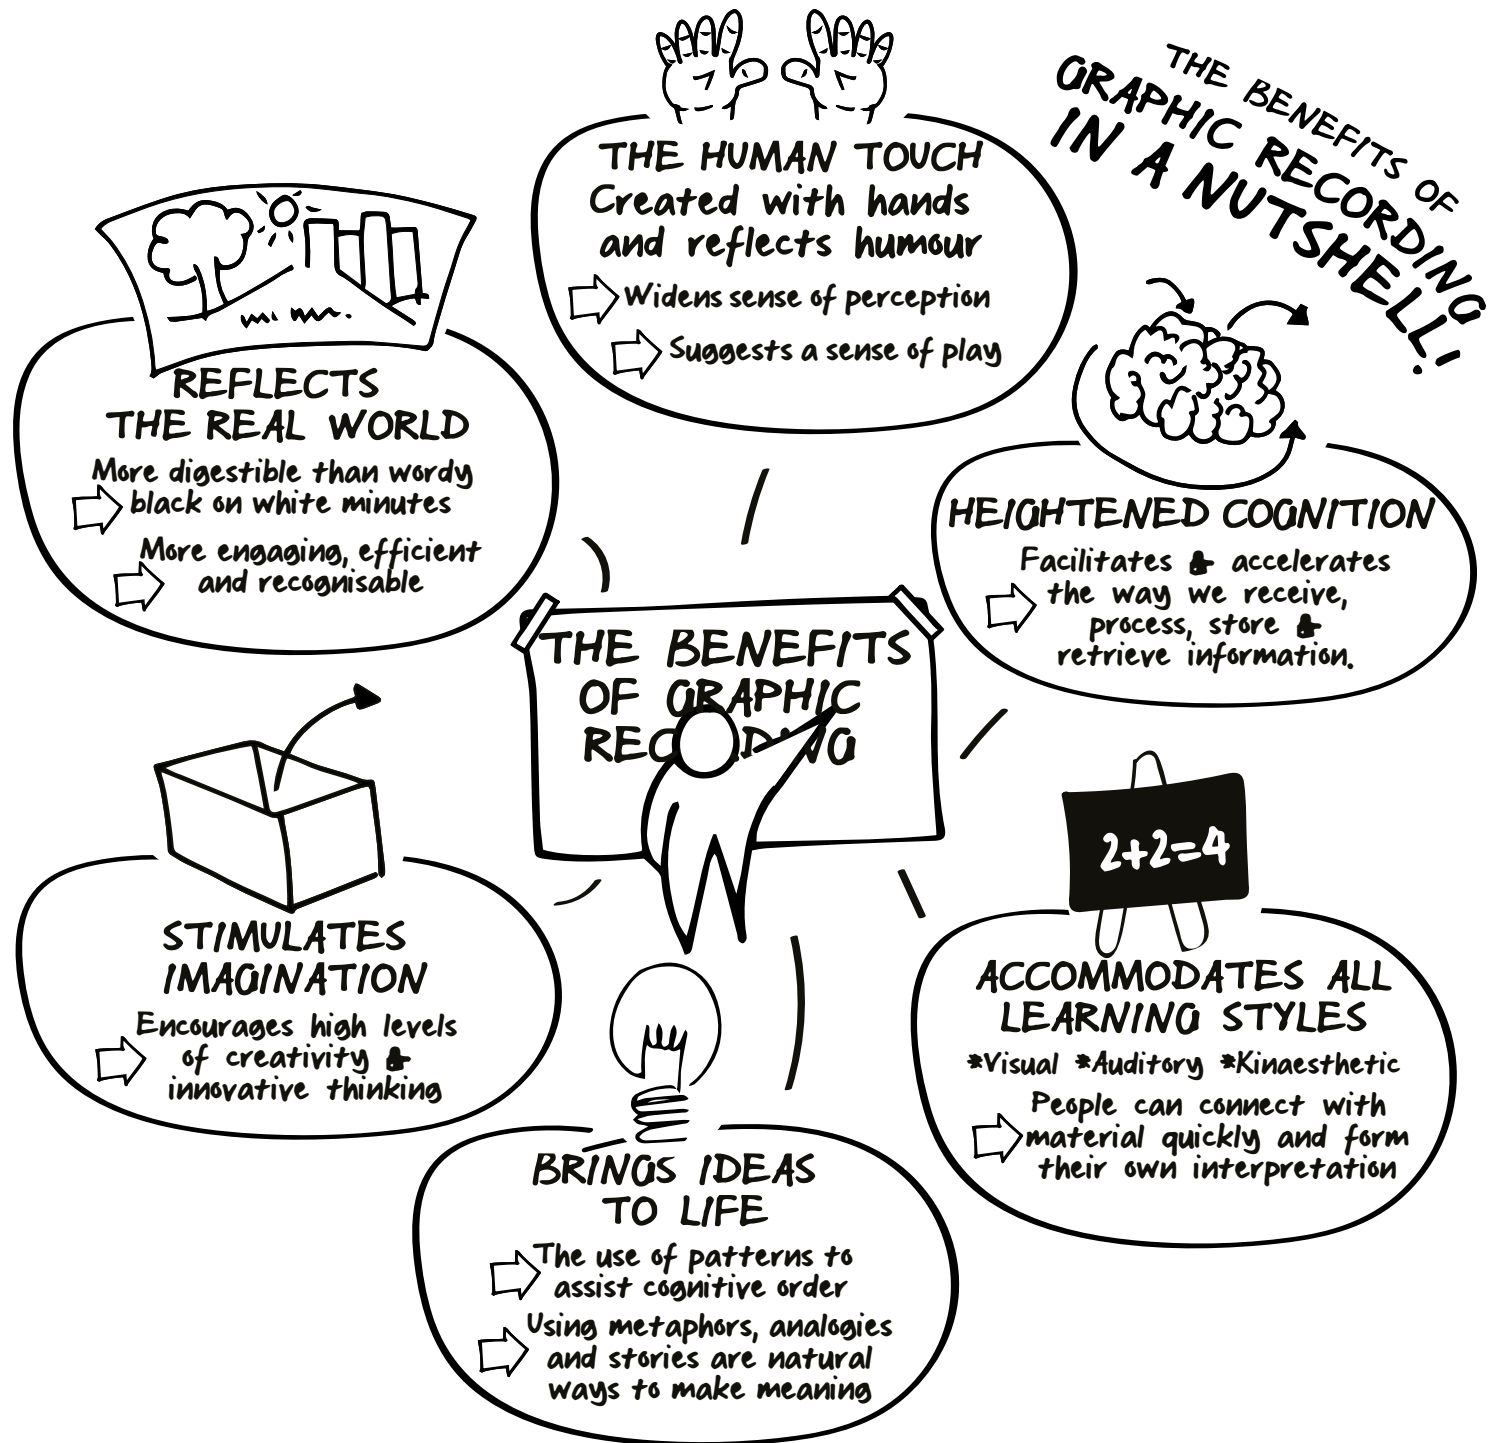 THE BENEFITS OF
GRAPHIC RECORDING
IN A NUTSHELL!
THE HUMAN TOUCH
Created with hands
and reflects humour
Widens sense of perception
Suggests a sense of play
REFLECTS
THE REAL WORLD
More digestible than wordy
black on white minutes
More engaging, efficient
and recognisable
HEIGHTENED COGNITION
Facilitates & accelerates
the way we receive,
process, store &
retrieve information.
THE BENEFITS
OF GRAPHIC
RECORDING
STIMULATES
IMAGINATION
Encourages high levels
of creativity &
innovative thinking
2+2=4
ACCOMMODATES ALL
LEARNING STYLES
*Visual *Auditory *Kinaesthetic
People can connect with
material quickly and form
their own interpretation
BRINGS IDEAS
TO LIFE
The use of patterns to
assist cognitive order
Using metaphors, analogies
and stories are natural
ways to make meaning